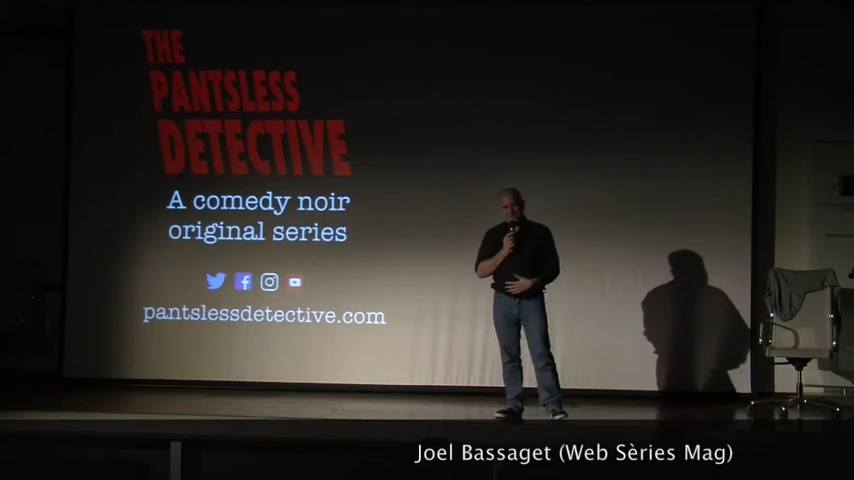 THE
PANTSLESS
DETECTIVE
A comedy noir
original series
pantslessdetective.com
Joel Bassaget (Web Sèries Mag)